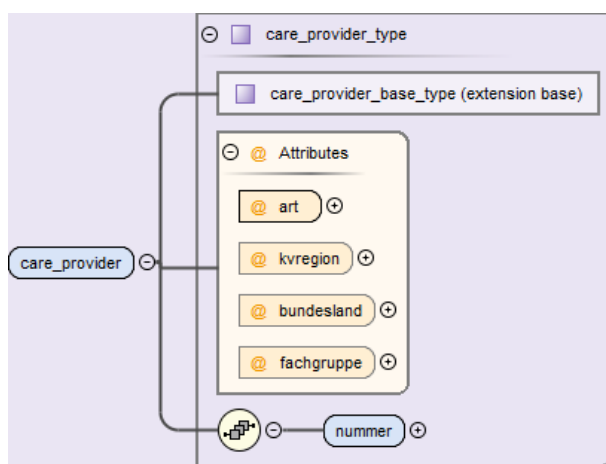 care_provider_type
care_provider_base_type (extension base)
@ Attributes
@ art
@ kvregion
care_provider
@ bundesland
@ fachgruppe
nummer